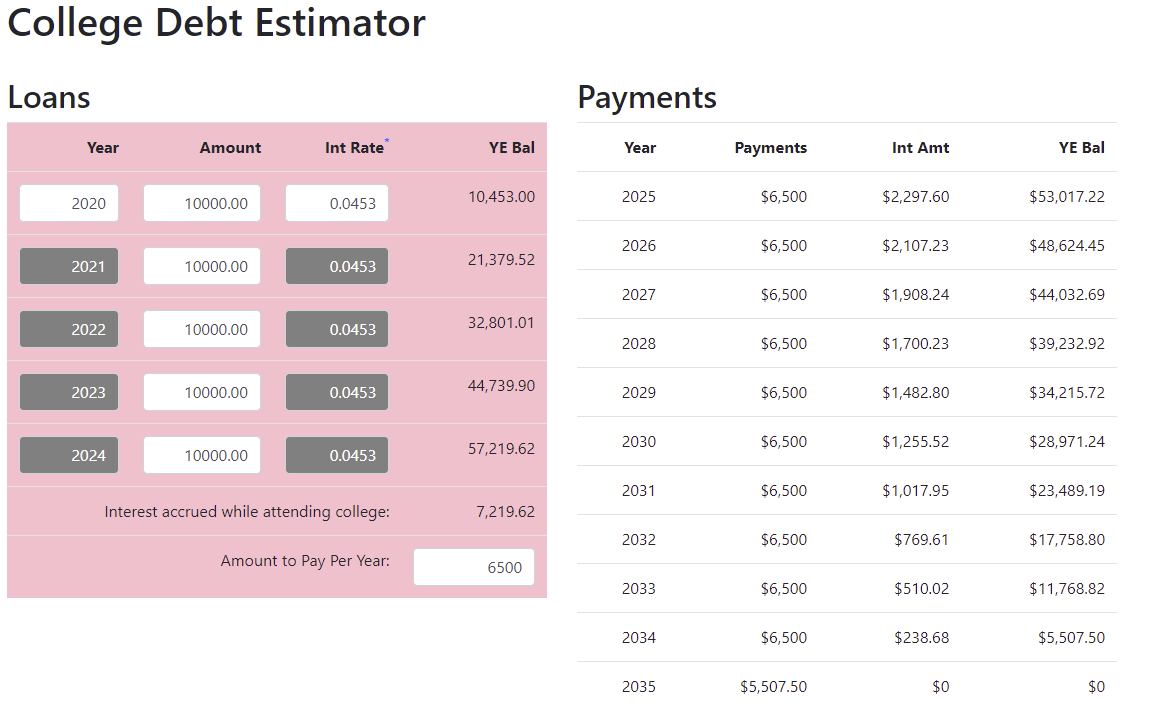 College Debt Estimator
Loans
Year Amount Int Rate* YE Bal
2020 10000.00 0.0453 10,453.00
2021 10000.00 0.0453 21,379.52
2022 10000.00 0.0453 32,801.01
2023 10000.00 0.0453 44,739.90
2024 10000.00 0.0453 57,219.62
Interest accrued while attending college: 7,219.62
Amount to Pay Per Year: 6500
Payments
Year Payments Int Amt YE Bal
2025 $6,500 $2,297.60 $53,017.22
2026 $6,500 $2,107.23 $48,624.45
2027 $6,500 $1,908.24 $44,032.69
2028 $6,500 $1,700.23 $39,232.92
2029 $6,500 $1,482.80 $34,215.72
2030 $6,500 $1,255.52 $28,971.24
2031 $6,500 $1,017.95 $23,489.19
2032 $6,500 $769.61 $17,758.80
2033 $6,500 $510.02 $11,768.82
2034 $6,500 $238.68 $5,507.50
2035 $5,507.50 $0 $0